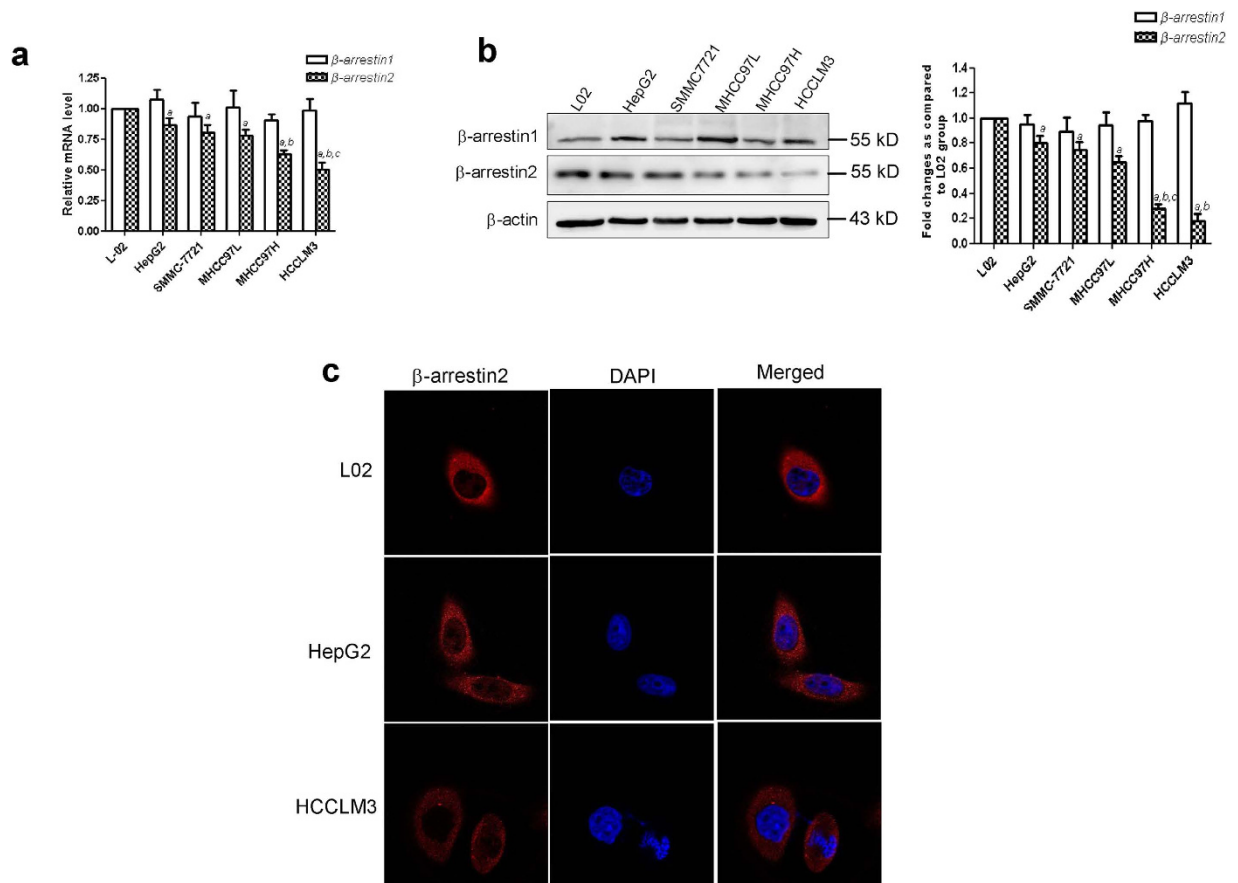 a
β-arrestin1
β-arrestin2
Relative mRNA level
1.25
1.00
0.75
0.50
0.25
0.00
a
a
a
a,b
a,b,c
L-02
HepG2
SMMC-7721
MHCC97L
MHCC97H
HCCLM3
b
L02
HepG2
SMMC7721
MHCC97L
MHCC97H
HCCLM3
β-arrestin1
55 kD
β-arrestin2
55 kD
β-actin
43 kD
β-arrestin1
β-arrestin2
Fold changes as compared
to L02 group
1.4
1.2
1.0
0.8
0.6
0.4
0.2
0.0
a
a
a
a,b,c
a,b
L02
HepG2
SMMC-7721
MHCC97L
MHCC97H
HCCLM3
c
β-arrestin2
DAPI
Merged
L02
HepG2
HCCLM3